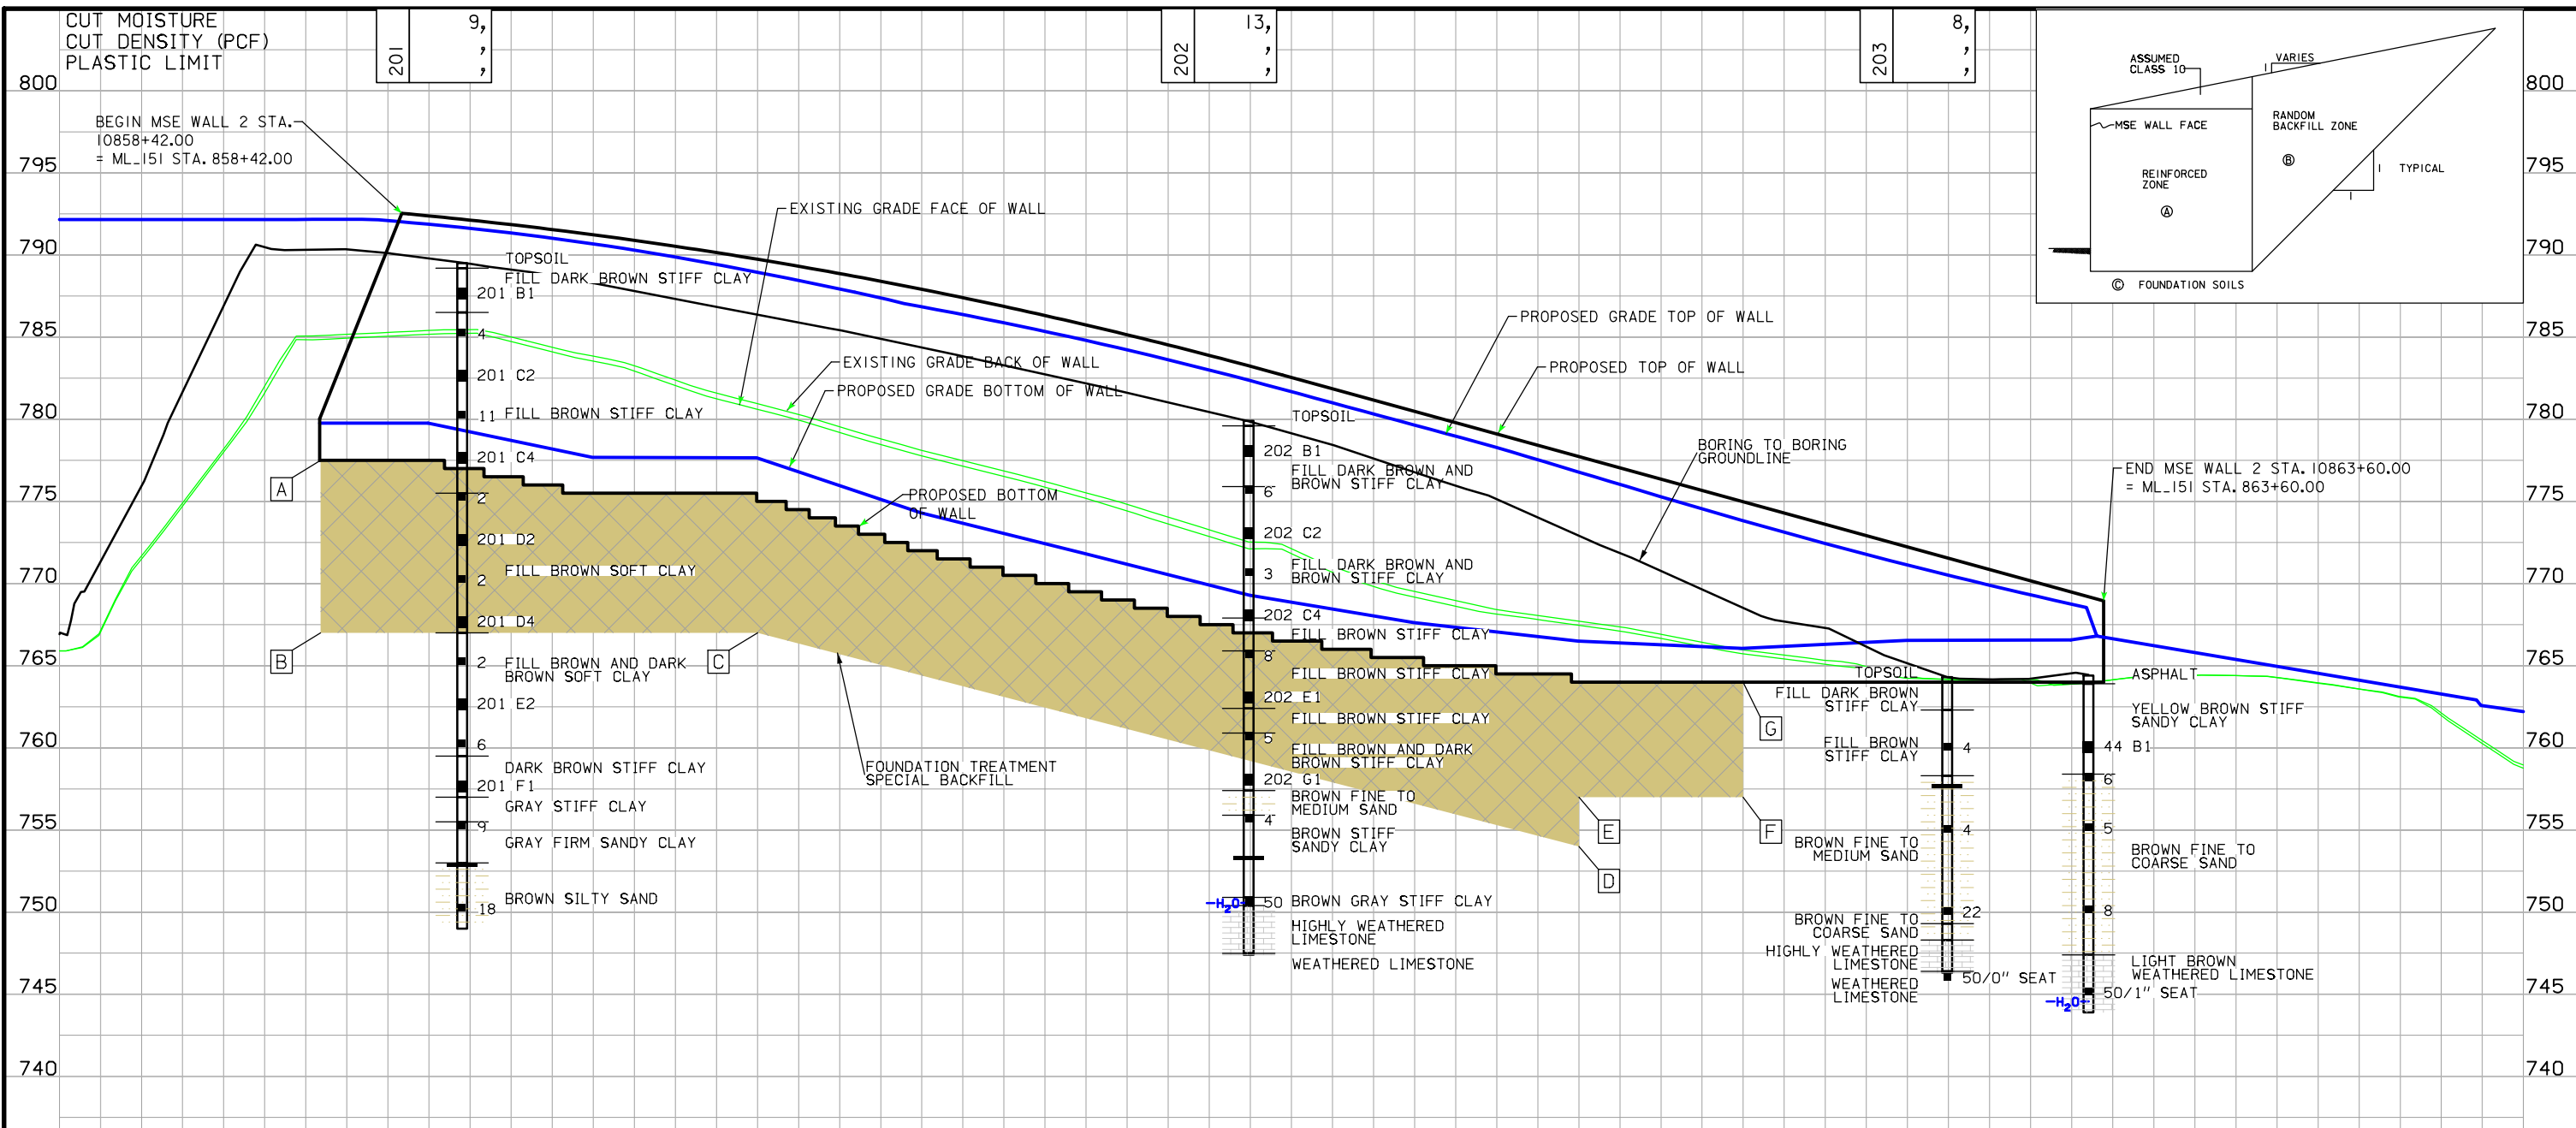 CUT MOISTURE
CUT DENSITY (PCF)
PLASTIC LIMIT
201
9,
,
,
202
13,
,
,
203
8,
,
,
800
795
790
785
780
775
770
765
760
755
750
745
740
800
795
790
785
780
775
770
765
760
755
750
745
740
BEGIN MSE WALL 2 STA.
10858+42.00
= ML_151 STA. 858+42.00
EXISTING GRADE FACE OF WALL
EXISTING GRADE BACK OF WALL
PROPOSED GRADE BOTTOM OF WALL
PROPOSED BOTTOM
OF WALL
PROPOSED GRADE TOP OF WALL
PROPOSED TOP OF WALL
BORING TO BORING
GROUNDLINE
END MSE WALL 2 STA. 10863+60.00
= ML_151 STA. 863+60.00
FOUNDATION TREATMENT
SPECIAL BACKFILL
A
B
C
D
E
F
G
TOPSOIL
FILL DARK BROWN STIFF CLAY
201 B1
4
201 C2
11
FILL BROWN STIFF CLAY
201 C4
2
201 D2
FILL BROWN SOFT CLAY
2
201 D4
2
FILL BROWN AND DARK
BROWN SOFT CLAY
201 E2
6
DARK BROWN STIFF CLAY
201 F1
GRAY STIFF CLAY
9
GRAY FIRM SANDY CLAY
BROWN SILTY SAND
18
TOPSOIL
202 B1
FILL DARK BROWN AND
BROWN STIFF CLAY
6
202 C2
FILL DARK BROWN AND
BROWN STIFF CLAY
3
202 C4
FILL BROWN STIFF CLAY
8
FILL BROWN STIFF CLAY
202 E1
FILL BROWN STIFF CLAY
5
FILL BROWN AND DARK
BROWN STIFF CLAY
202 G1
BROWN FINE TO
MEDIUM SAND
4
BROWN STIFF
SANDY CLAY
H2O
50
BROWN GRAY STIFF CLAY
HIGHLY WEATHERED
LIMESTONE
WEATHERED LIMESTONE
TOPSOIL
FILL DARK BROWN
STIFF CLAY
FILL BROWN
STIFF CLAY
4
4
BROWN FINE TO
MEDIUM SAND
22
BROWN FINE TO
COARSE SAND
HIGHLY WEATHERED
LIMESTONE
50/0" SEAT
WEATHERED
LIMESTONE
ASPHALT
YELLOW BROWN STIFF
SANDY CLAY
44 B1
6
5
BROWN FINE TO
COARSE SAND
8
LIGHT BROWN
WEATHERED LIMESTONE
50/1" SEAT
H2O
ASSUMED
CLASS 10
1
VARIES
MSE WALL FACE
RANDOM
BACKFILL ZONE
B
REINFORCED
ZONE
A
1
TYPICAL
1
C FOUNDATION SOILS